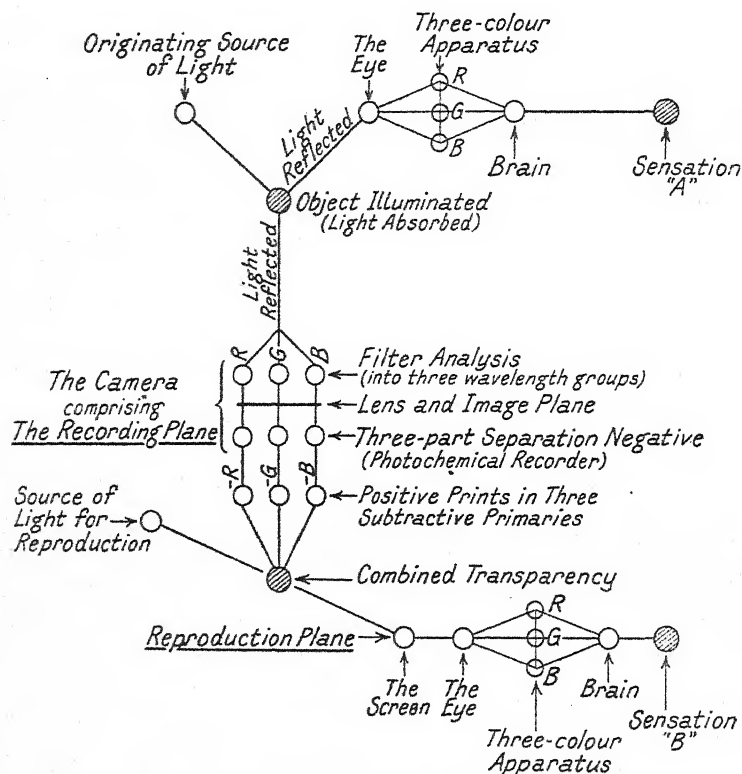 Originating Source
of Light
The
Eye
Three-colour
Apparatus
R
G
B
Light
Reflected
Brain
Sensation
"A"
Object Illuminated
(Light Absorbed)
Light
Reflected
R
G
B
The Camera
comprising
The Recording Plane
Filter Analysis
(into three wavelength groups)
Lens and Image Plane
Three-part Separation Negative
(Photochemical Recorder)
-R
-G
-B
Positive Prints in Three
Subtractive Primaries
Source of
Light for
Reproduction
Combined Transparency
Reproduction Plane
R
G
B
The
Screen
The
Eye
Three-colour
Apparatus
Brain
Sensation
"B"